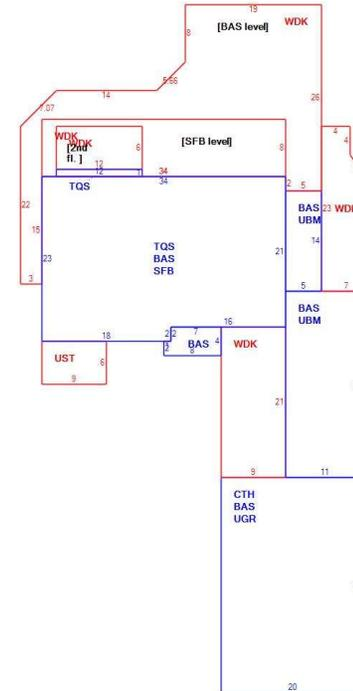 19
[BAS level]
WDK
8
5.66
14
26
7.07
4
4
WDK
WDK
[2nd
fl. ]
6
[SFB level]
8
12
12
1
34
34
TQS
2
5
22
15
23
BAS
UBM
23
WD
14
TQS
BAS
SFB
21
5
7
BAS
UBM
16
18
2
2
7
2
8
BAS
4
WDK
UST
6
9
21
9
11
CTH
BAS
UGR
20
3